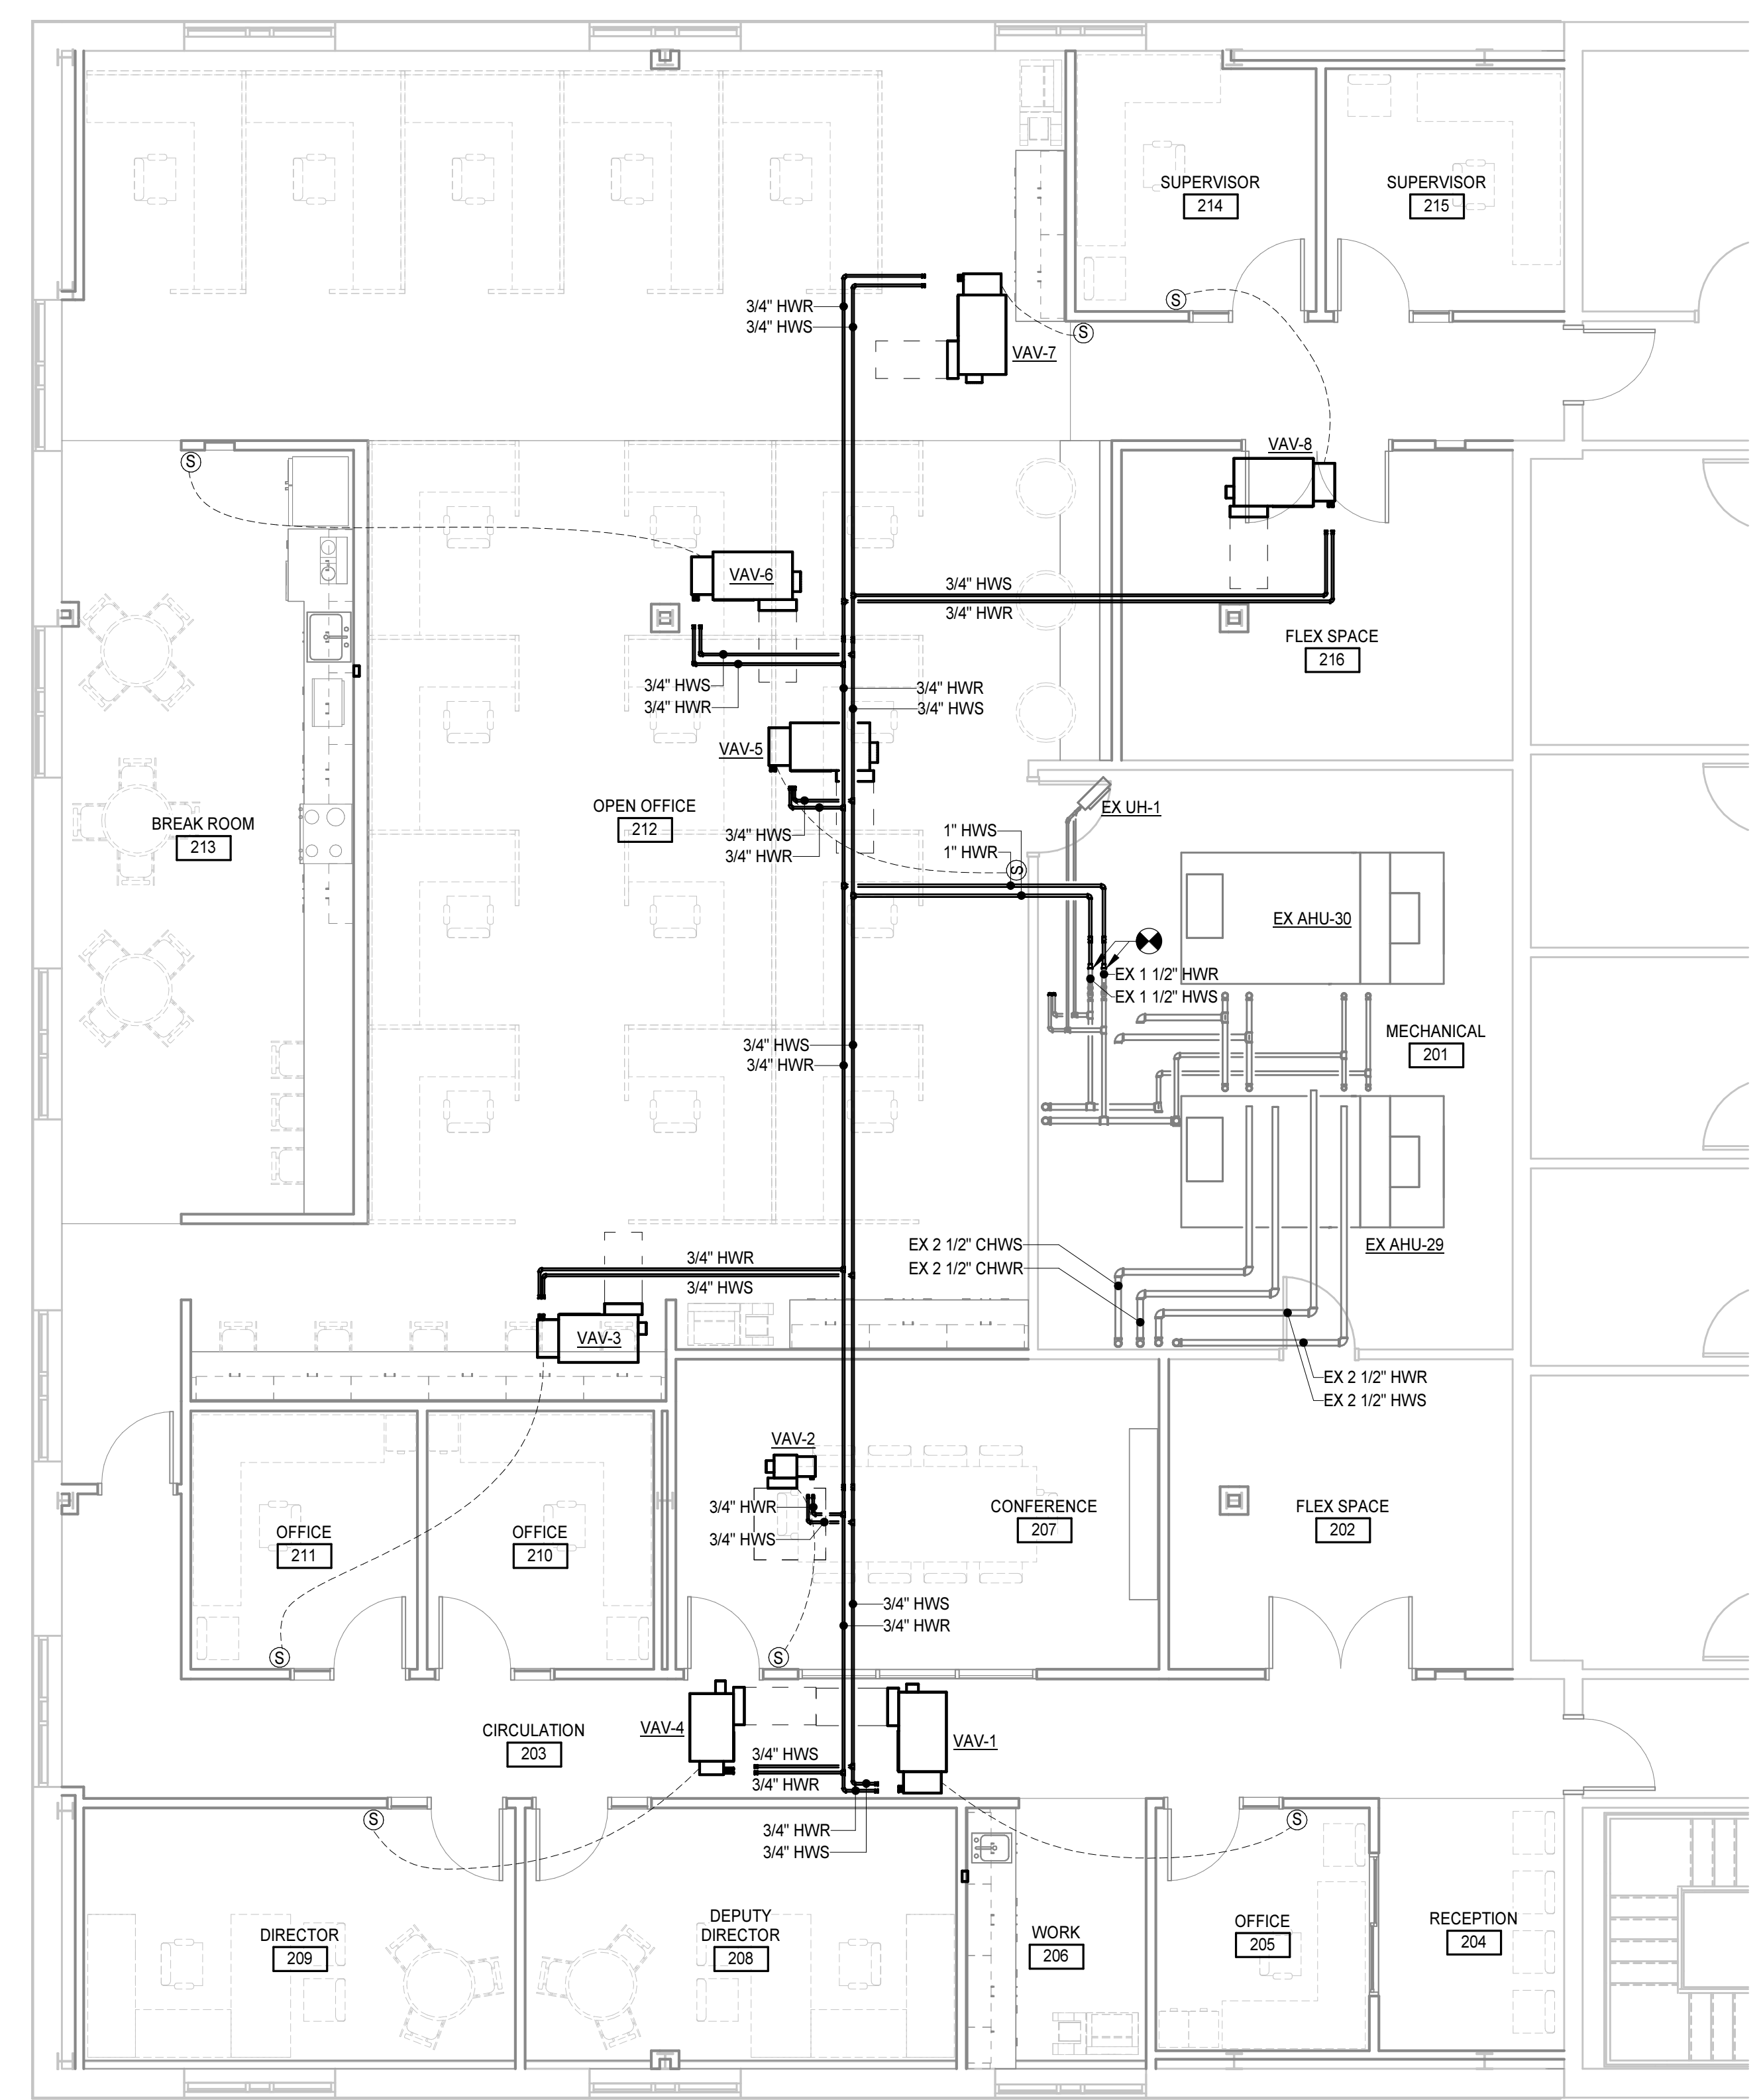 SUPERVISOR
214
SUPERVISOR
215
3/4" HWR
3/4" HWS
S
S
VAV-7
VAV-8
S
VAV-6
3/4" HWS
3/4" HWR
FLEX SPACE
216
3/4" HWS
3/4" HWR
3/4" HWR
3/4" HWS
VAV-5
OPEN OFFICE
212
BREAK ROOM
213
EX UH-1
3/4" HWS
3/4" HWR
1" HWS
1" HWR
S
EX AHU-30
EX 1 1/2" HWR
EX 1 1/2" HWS
MECHANICAL
201
3/4" HWS
3/4" HWR
EX 2 1/2" CHWS
EX 2 1/2" CHWR
EX AHU-29
3/4" HWR
3/4" HWS
VAV-3
EX 2 1/2" HWR
EX 2 1/2" HWS
VAV-2
3/4" HWR
3/4" HWS
CONFERENCE
207
FLEX SPACE
202
OFFICE
211
OFFICE
210
3/4" HWS
3/4" HWR
S
S
VAV-4
VAV-1
CIRCULATION
203
3/4" HWS
3/4" HWR
S
S
3/4" HWR
3/4" HWS
DIRECTOR
209
DEPUTY
DIRECTOR
208
WORK
206
OFFICE
205
RECEPTION
204